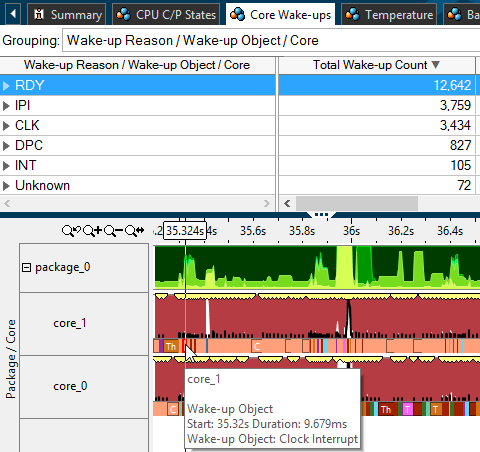 Summary CPU C/P States Core Wake-ups Temperature Ba
Grouping: Wake-up Reason / Wake-up Object / Core
Wake-up Reason / Wake-up Object / Core Total Wake-up Count
RDY 12,642
IPI 3,759
CLK 3,434
DPC 827
INT 105
Unknown 72
35.324s 35.6s 35.8s 36s 36.2s 36.4s
Package / Core
package_0
core_1
Th C
core_0
C Th T
core_1
Wake-up Object
Start: 35.32s Duration: 9.679ms
Wake-up Object: Clock Interrupt